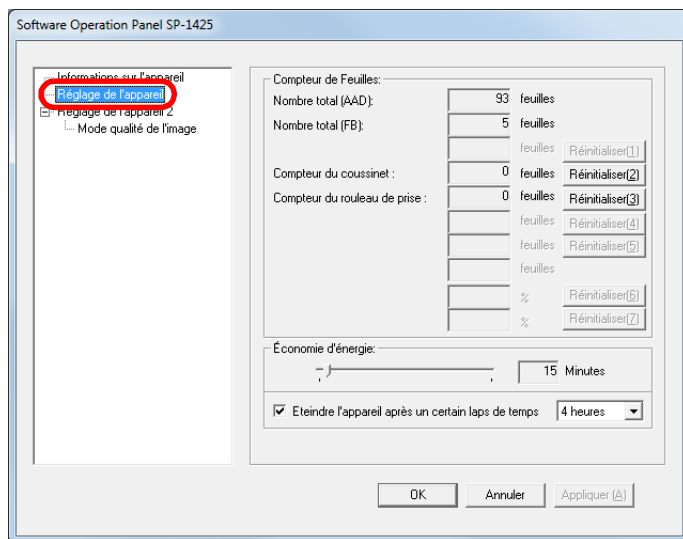 Software Operation Panel SP-1425
Informations sur l'appareil
Réglage de l'appareil
Réglage de l'appareil 2
Mode qualité de l'image
Compteur de Feuilles:
Nombre total (AAD): 93 feuilles
Nombre total (FB): 5 feuilles
feuilles Réinitialiser(1)
Compteur du coussinet : 0 feuilles Réinitialiser(2)
Compteur du rouleau de prise : 0 feuilles Réinitialiser(3)
feuilles Réinitialiser(4)
feuilles Réinitialiser(5)
feuilles
% Réinitialiser(6)
% Réinitialiser(7)
Économie d'énergie:
15 Minutes
Eteindre l'appareil après un certain laps de temps 4 heures
OK Annuler Appliquer (A)